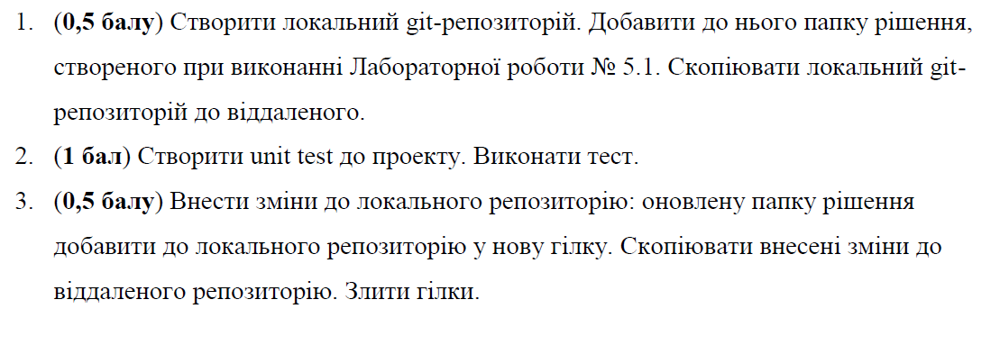 1. (0,5 балу) Створити локальний git-репозиторій. Добавити до нього папку рішення,
створеного при виконанні Лабораторної роботи № 5.1. Скопіювати локальний git-
репозиторій до віддаленого.
2. (1 бал) Створити unit test до проекту. Виконати тест.
3. (0,5 балу) Внести зміни до локального репозиторію: оновлену папку рішення
добавити до локального репозиторію у нову гілку. Скопіювати внесені зміни до
віддаленого репозиторію. Злити гілки.